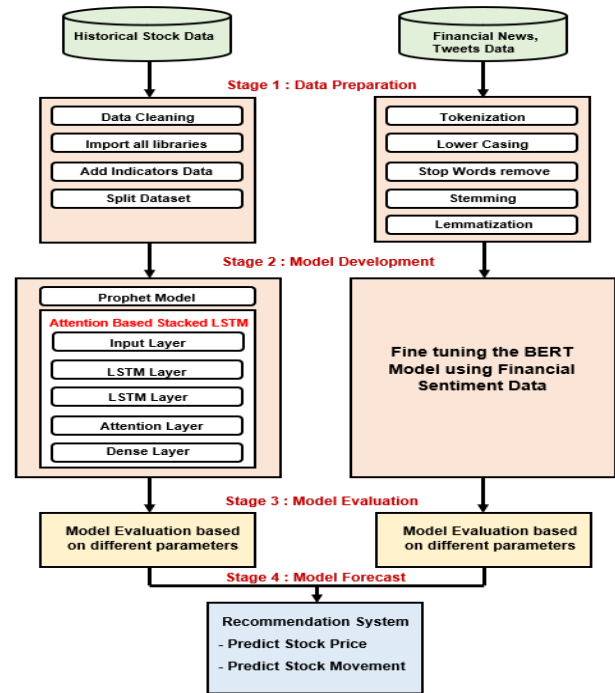 Historical Stock Data
Financial News,
Tweets Data
Stage 1 : Data Preparation
Data Cleaning
Import all libraries
Add Indicators Data
Split Dataset
Tokenization
Lower Casing
Stop Words remove
Stemming
Lemmatization
Stage 2 : Model Development
Prophet Model
Attention Based Stacked LSTM
Input Layer
LSTM Layer
LSTM Layer
Attention Layer
Dense Layer
Fine tuning the BERT
Model using Financial
Sentiment Data
Stage 3 : Model Evaluation
Model Evaluation based
on different parameters
Model Evaluation based
on different parameters
Stage 4 : Model Forecast
Recommendation System
- Predict Stock Price
- Predict Stock Movement